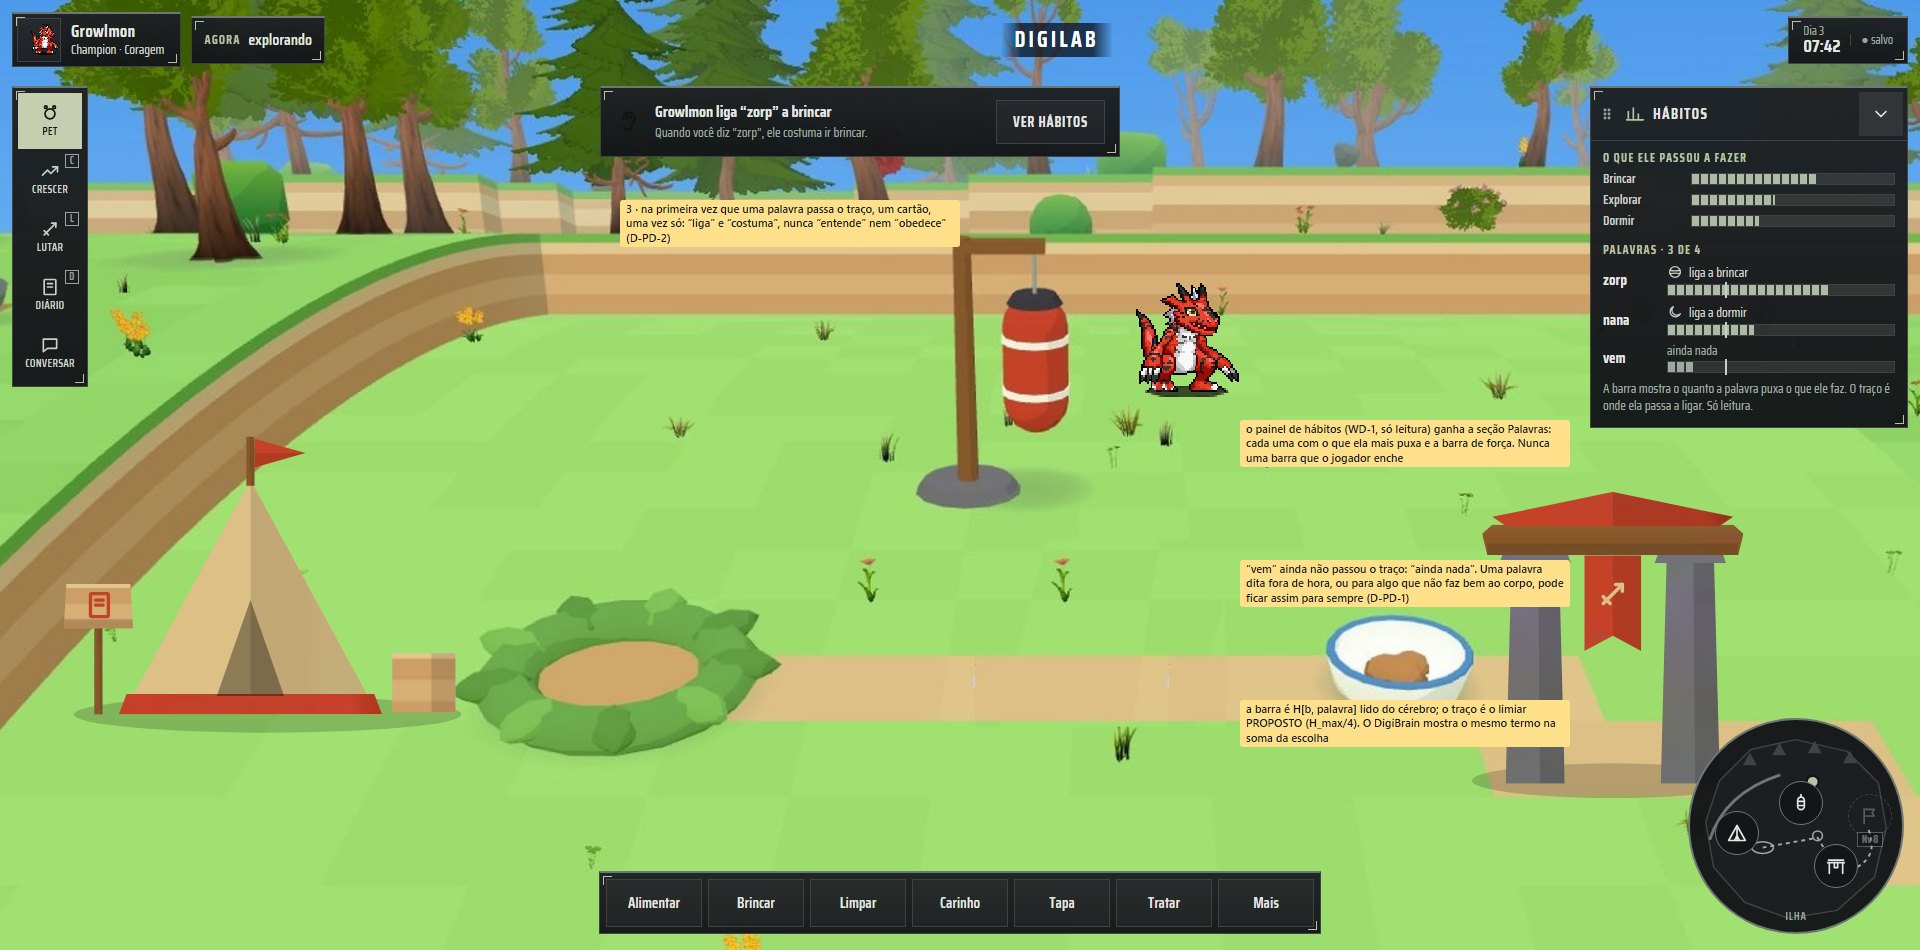 Growlmon
Champion · Coragem
AGORA explorando
DIGILAB
Dia 3
07:42
salvo
PET
C
CRESCER
L
LUTAR
D
DIÁRIO
CONVERSAR
Growlmon liga “zorp” a brincar
Quando você diz “zorp”, ele costuma ir brincar.
VER HÁBITOS
3 · na primeira vez que uma palavra passa o traço, um cartão,
uma vez só: “liga” e “costuma”, nunca “entende” nem “obedece”
(D-PD-2)
HÁBITOS
O QUE ELE PASSOU A FAZER
Brincar
Explorar
Dormir
PALAVRAS · 3 DE 4
zorp
liga a brincar
nana
liga a dormir
vem
ainda nada
A barra mostra o quanto a palavra puxa o que ele faz. O traço é
onde ela passa a ligar. Só leitura.
o painel de hábitos (WD-1, só leitura) ganha a seção Palavras:
cada uma com o que ela mais puxa e a barra de força. Nunca
uma barra que o jogador enche
“vem” ainda não passou o traço: “ainda nada”. Uma palavra
dita fora de hora, ou para algo que não faz bem ao corpo, pode
ficar assim para sempre (D-PD-1)
a barra é H[b, palavra] lido do cérebro; o traço é o limiar
PROPOSTO (H_max/4). O DigiBrain mostra o mesmo termo na
soma da escolha
Nv 8
ILHA
Alimentar
Brincar
Limpar
Carinho
Tapa
Tratar
Mais